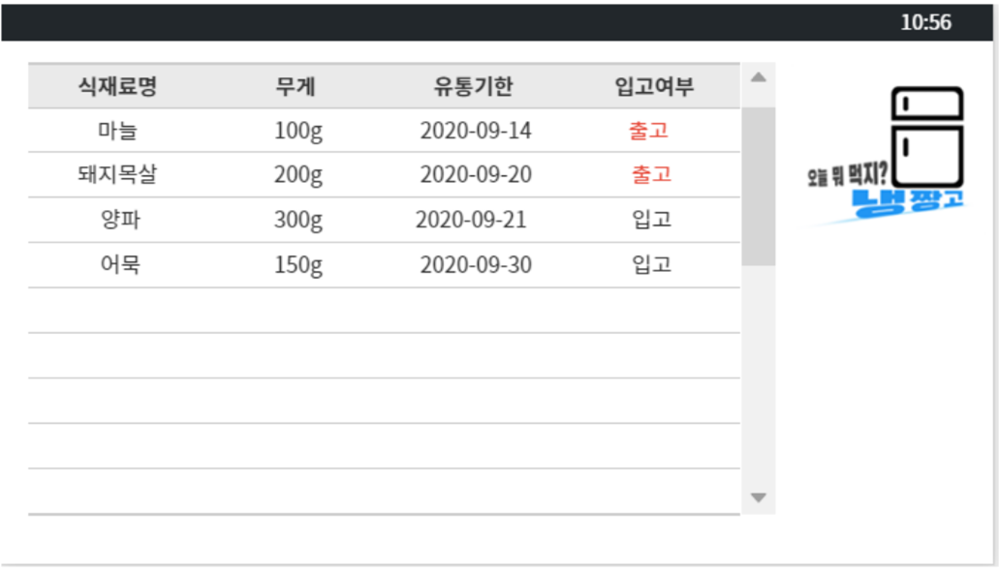 10:56
식재료명 무게 유통기한 입고여부
마늘 100g 2020-09-14 출고
돼지목살 200g 2020-09-20 출고
양파 300g 2020-09-21 입고
어묵 150g 2020-09-30 입고
오늘 뭐 먹지?
냉짱고